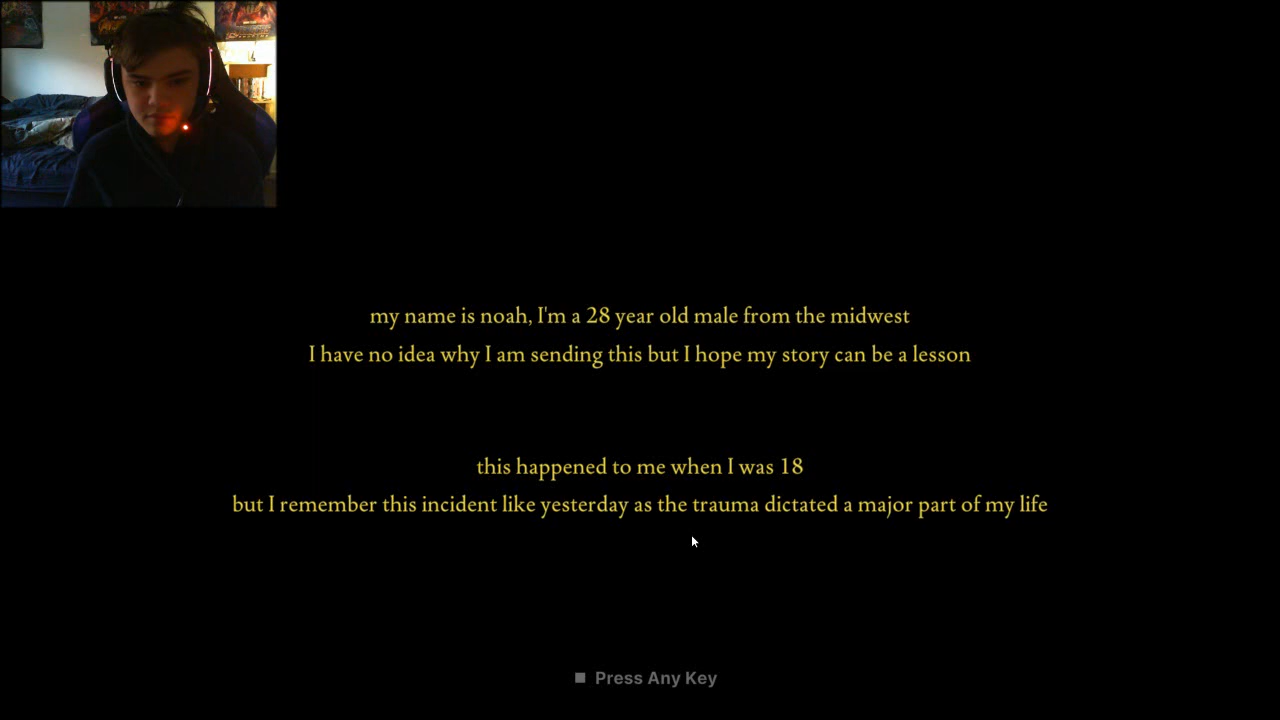 my name is noah, I'm a 28 year old male from the midwest
I have no idea why I am sending this but I hope my story can be a lesson
this happened to me when I was 18
but I remember this incident like yesterday as the trauma dictated a major part of my life
Press Any Key